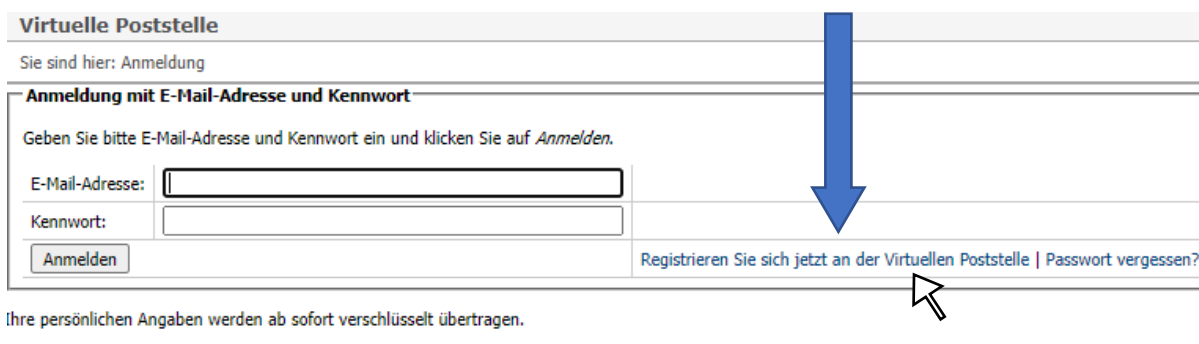 Virtuelle Poststelle
Sie sind hier: Anmeldung
Anmeldung mit E-Mail-Adresse und Kennwort
Geben Sie bitte E-Mail-Adresse und Kennwort ein und klicken Sie auf Anmelden.
E-Mail-Adresse:
Kennwort:
Anmelden Registrieren Sie sich jetzt an der Virtuellen Poststelle | Passwort vergessen?
Ihre persönlichen Angaben werden ab sofort verschlüsselt übertragen.